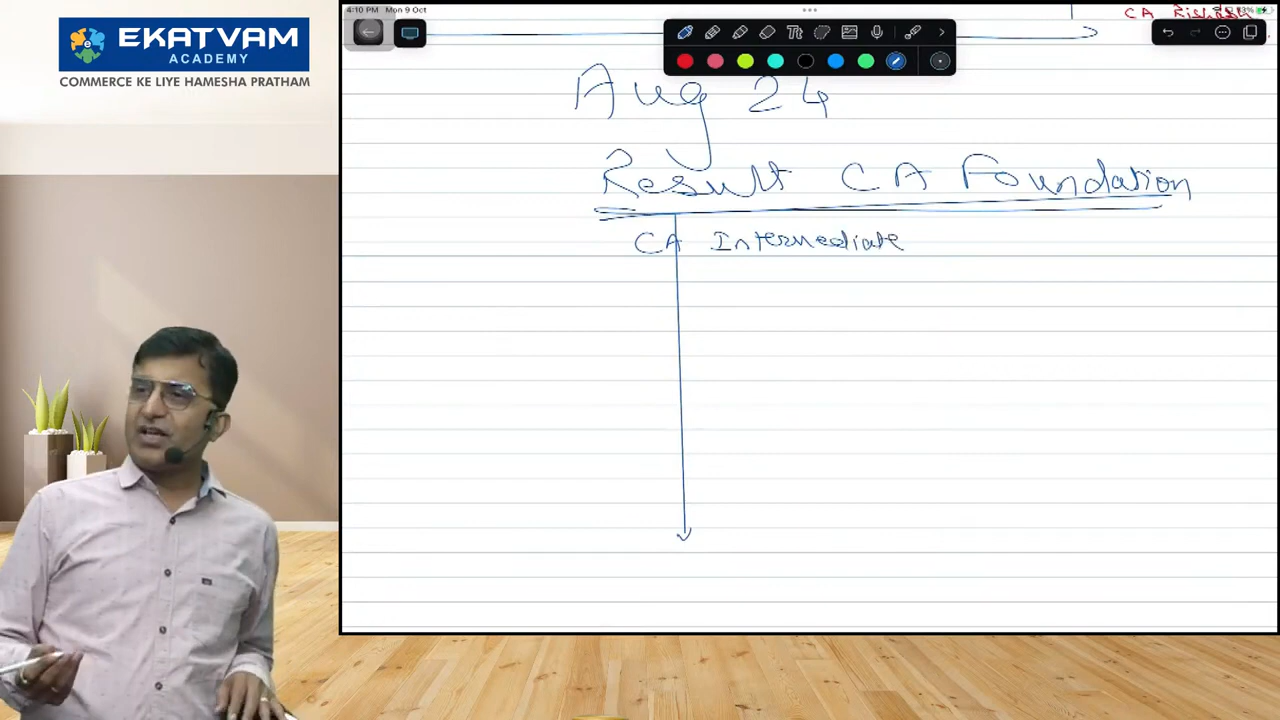 4:10 PM Mon 9 Oct
EKATVAM
ACADEMY
COMMERCE KE LIYE HAMESHA PRATHAM
Aug 24
Result CA Foundation
CA Intermediate